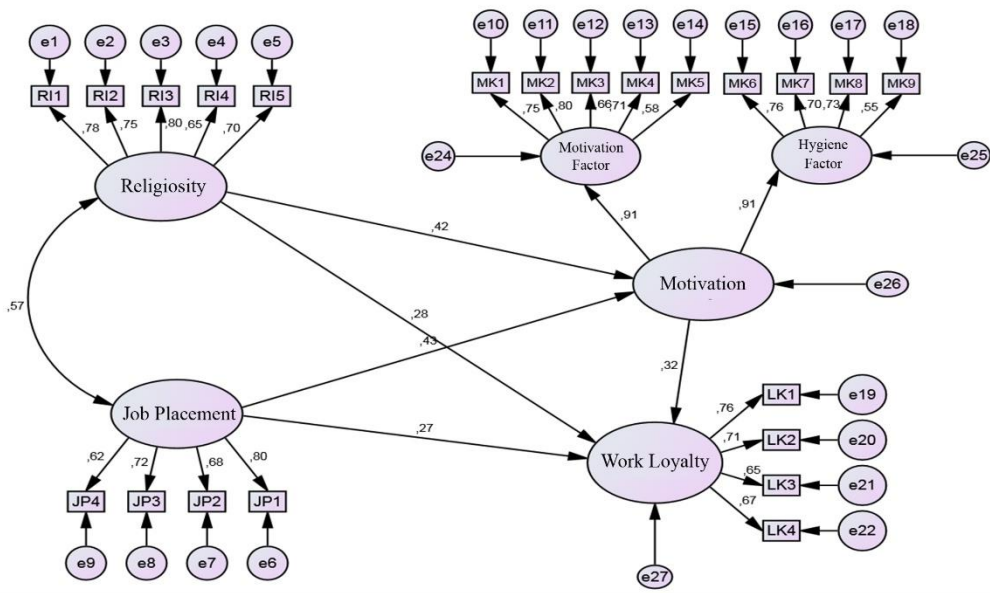 e1 e2 e3 e4 e5
RI1 RI2 RI3 RI4 RI5
,78 ,75 ,80 ,65 ,70
Religiosity
e10 e11 e12 e13 e14 e15 e16 e17 e18
MK1 MK2 MK3 MK4 MK5 MK6 MK7 MK8 MK9
,75 ,80 ,66 ,71 ,58 ,76 ,70 ,73 ,55
e24
Motivation
Factor
Hygiene
Factor
e25
,91 ,91
,42
Motivation
e26
,57
,28
,43
,32
Job Placement
,27
,62 ,72 ,68 ,80
JP4 JP3 JP2 JP1
e9 e8 e7 e6
Work Loyalty
,76 LK1 e19
,71 LK2 e20
,65 LK3 e21
,67 LK4 e22
e27